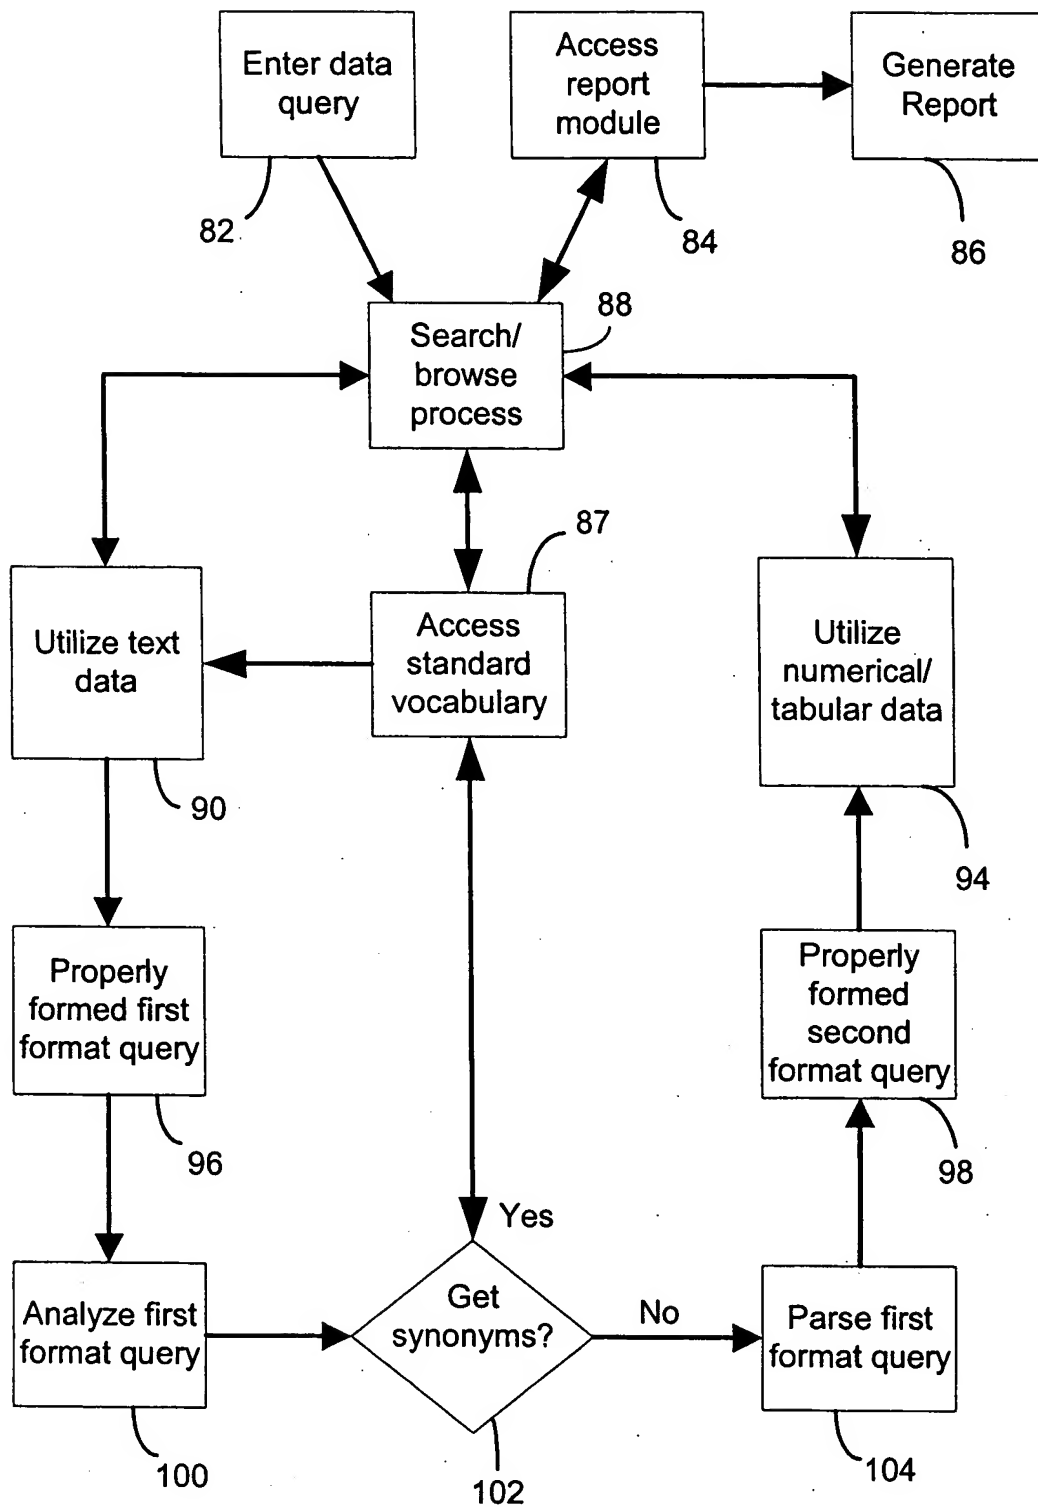 Enter data
query
Access
report
module
Generate
Report
82
84
86
Search/
browse
process
88
87
Utilize text
data
Access
standard
vocabulary
Utilize
numerical/
tabular data
90
94
Properly
formed first
format query
Properly
formed
second
format query
96
98
Yes
Analyze first
format query
Get
synonyms?
No
Parse first
format query
100
102
104